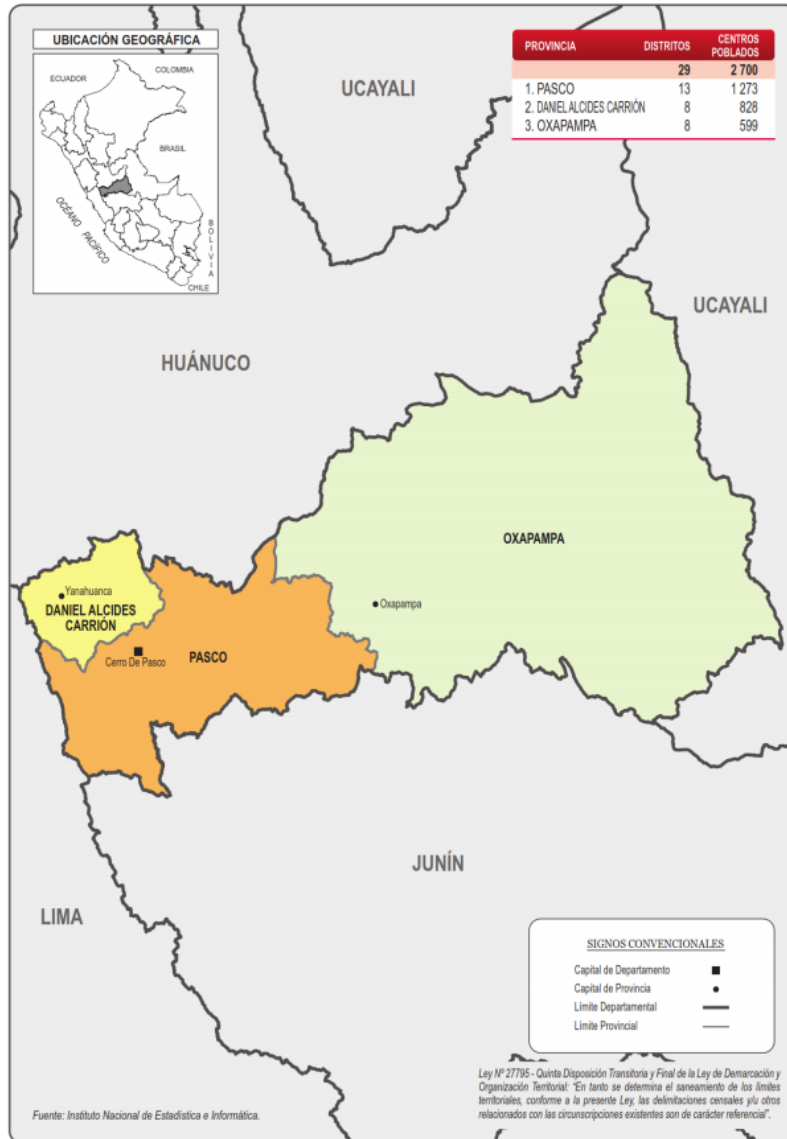 UBICACIÓN GEOGRÁFICA
ECUADOR
COLOMBIA
BRASIL
OCÉANO PACÍFICO
BOLIVIA
CHILE
PROVINCIA DISTRITOS CENTROS POBLADOS
29 2 700
1. PASCO 13 1 273
2. DANIEL ALCIDES CARRIÓN 8 828
3. OXAPAMPA 8 599
UCAYALI
UCAYALI
HUÁNUCO
OXAPAMPA
Yanahuanca
DANIEL ALCIDES
CARRIÓN
Oxapampa
Cerro De Pasco
PASCO
JUNÍN
LIMA
SIGNOS CONVENCIONALES
Capital de Departamento
Capital de Provincia
Límite Departamental
Límite Provincial
Ley Nº 27795 - Quinta Disposición Transitoria y Final de la Ley de Demarcación y
Organización Territorial: "En tanto se determina el saneamiento de los límites
territoriales, conforme a la presente Ley, las delimitaciones censales y/u otros
relacionados con las circunscripciones existentes son de carácter referencial".
Fuente: Instituto Nacional de Estadística e Informática.